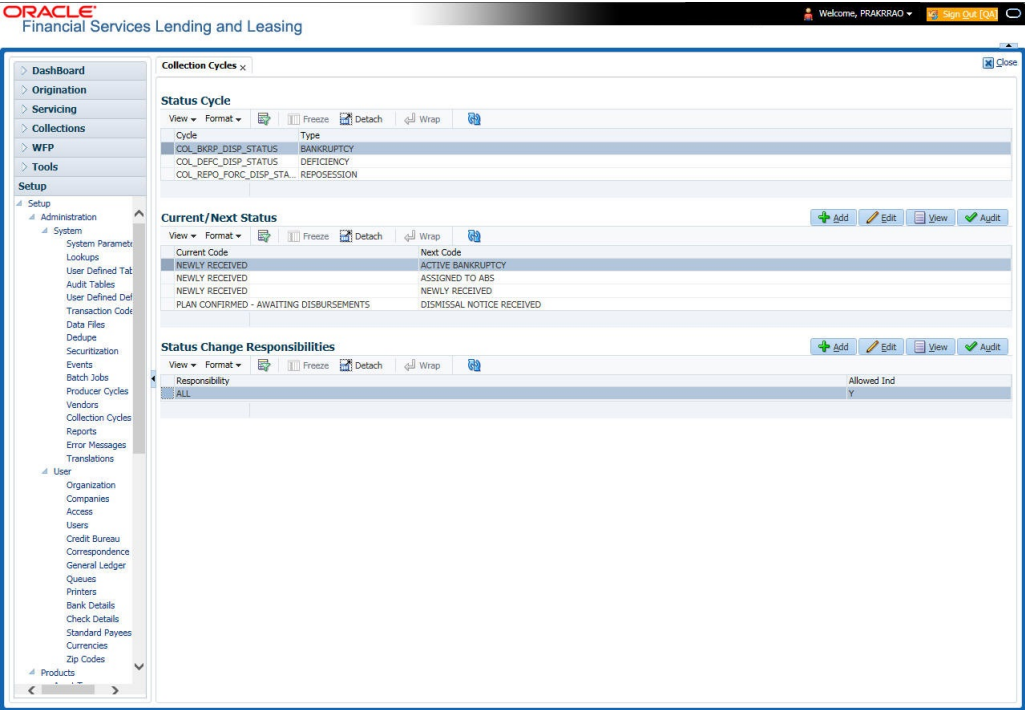 ORACLE®
Financial Services Lending and Leasing
Welcome, PRAKRRAO
Sign Out [QA]
DashBoard
Origination
Servicing
Collections
WFP
Tools
Setup
Setup
Administration
System
System Paramete
Lookups
User Defined Tab
Audit Tables
User Defined Def
Transaction Code
Data Files
Dedupe
Securitization
Events
Batch Jobs
Producer Cycles
Vendors
Collection Cycles
Reports
Error Messages
Translations
User
Organization
Companies
Access
Users
Credit Bureau
Correspondence
General Ledger
Queues
Printers
Bank Details
Check Details
Standard Payees
Currencies
Zip Codes
Products
Collection Cycles
Close
Status Cycle
View Format Freeze Detach Wrap
Cycle Type
COL_BKRP_DISP_STATUS BANKRUPTCY
COL_DEFC_DISP_STATUS DEFICIENCY
COL_REPO_FORC_DISP_STA... REPOSESSION
Current/Next Status
Add Edit View Audit
View Format Freeze Detach Wrap
Current Code Next Code
NEWLY RECEIVED ACTIVE BANKRUPTCY
NEWLY RECEIVED ASSIGNED TO ABS
NEWLY RECEIVED NEWLY RECEIVED
PLAN CONFIRMED - AWAITING DISBURSEMENTS DISMISSAL NOTICE RECEIVED
Status Change Responsibilities
Add Edit View Audit
View Format Freeze Detach Wrap
Responsibility Allowed Ind
ALL Y